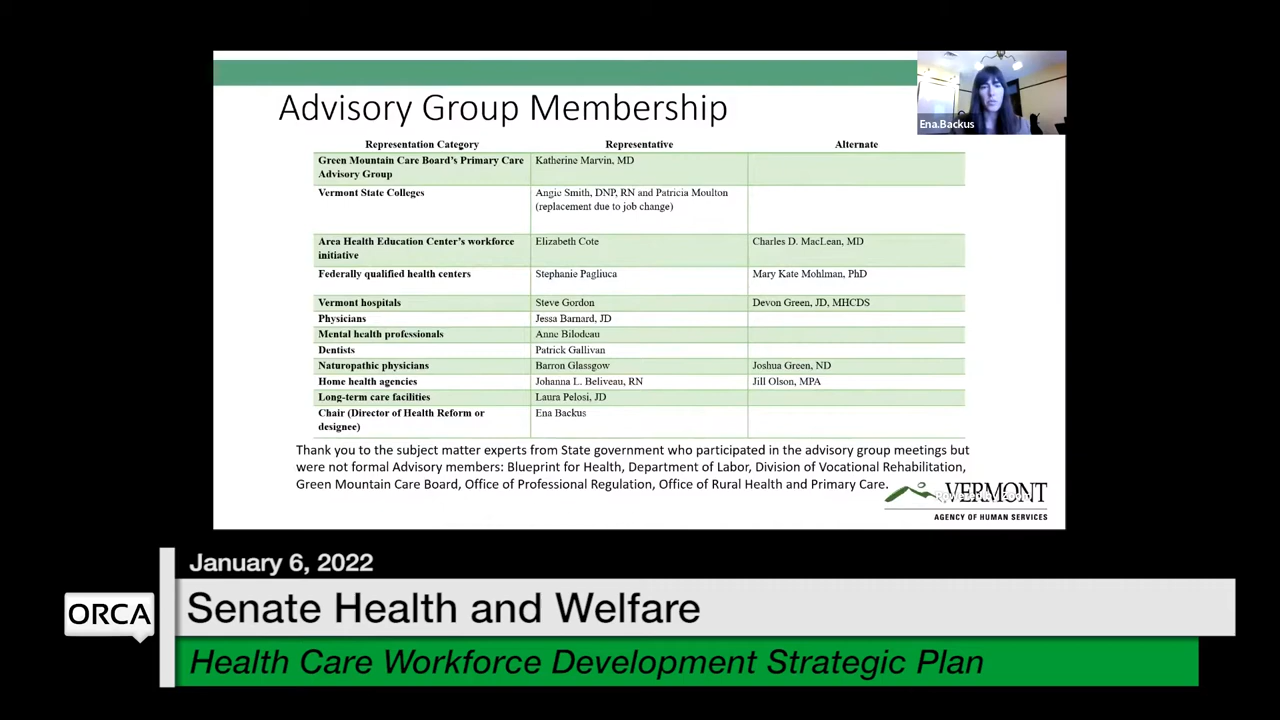 Advisory Group Membership
Ena.Backus
Representation Category Representative Alternate
Green Mountain Care Board's Primary Care Katherine Marvin, MD
Advisory Group
Vermont State Colleges Angie Smith, DNP, RN and Patricia Moulton
(replacement due to job change)
Area Health Education Center's workforce Elizabeth Cote Charles D. MacLean, MD
initiative
Federally qualified health centers Stephanie Pagliuca Mary Kate Mohlman, PhD
Vermont hospitals Steve Gordon Devon Green, JD, MHCDS
Physicians Jessa Barnard, JD
Mental health professionals Anne Bilodeau
Dentists Patrick Gallivan
Naturopathic physicians Barron Glassgow Joshua Green, ND
Home health agencies Johanna L. Beliveau, RN Jill Olson, MPA
Long-term care facilities Laura Pelosi, JD
Chair (Director of Health Reform or Ena Backus
designee)
Thank you to the subject matter experts from State government who participated in the advisory group meetings but
were not formal Advisory members: Blueprint for Health, Department of Labor, Division of Vocational Rehabilitation,
Green Mountain Care Board, Office of Professional Regulation, Office of Rural Health and Primary Care.
VERMONT
AGENCY OF HUMAN SERVICES
January 6, 2022
ORCA
Senate Health and Welfare
Health Care Workforce Development Strategic Plan